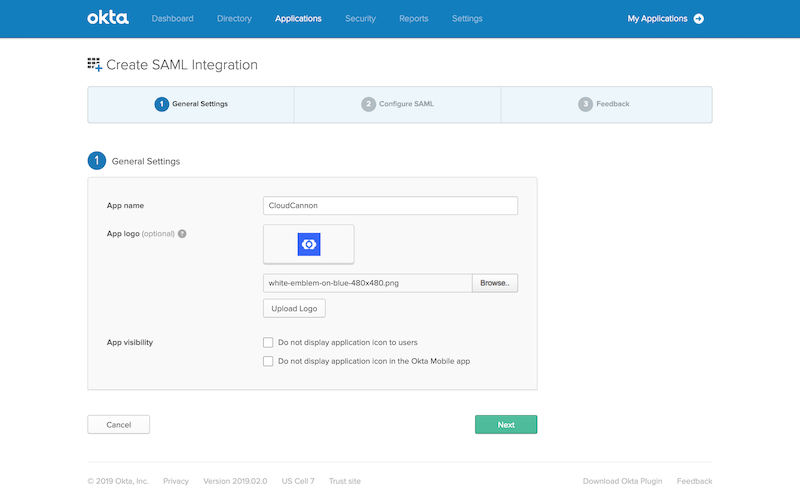 okta Dashboard Directory Applications Security Reports Settings My Applications
Create SAML Integration
1 General Settings 2 Configure SAML 3 Feedback
1 General Settings
App name CloudCannon
App logo (optional) ?
white-emblem-on-blue-480x480.png Browse..
Upload Logo
App visibility Do not display application icon to users
Do not display application icon in the Okta Mobile app
Cancel Next
© 2019 Okta, Inc. Privacy Version 2019.02.0 US Cell 7 Trust site Download Okta Plugin Feedback